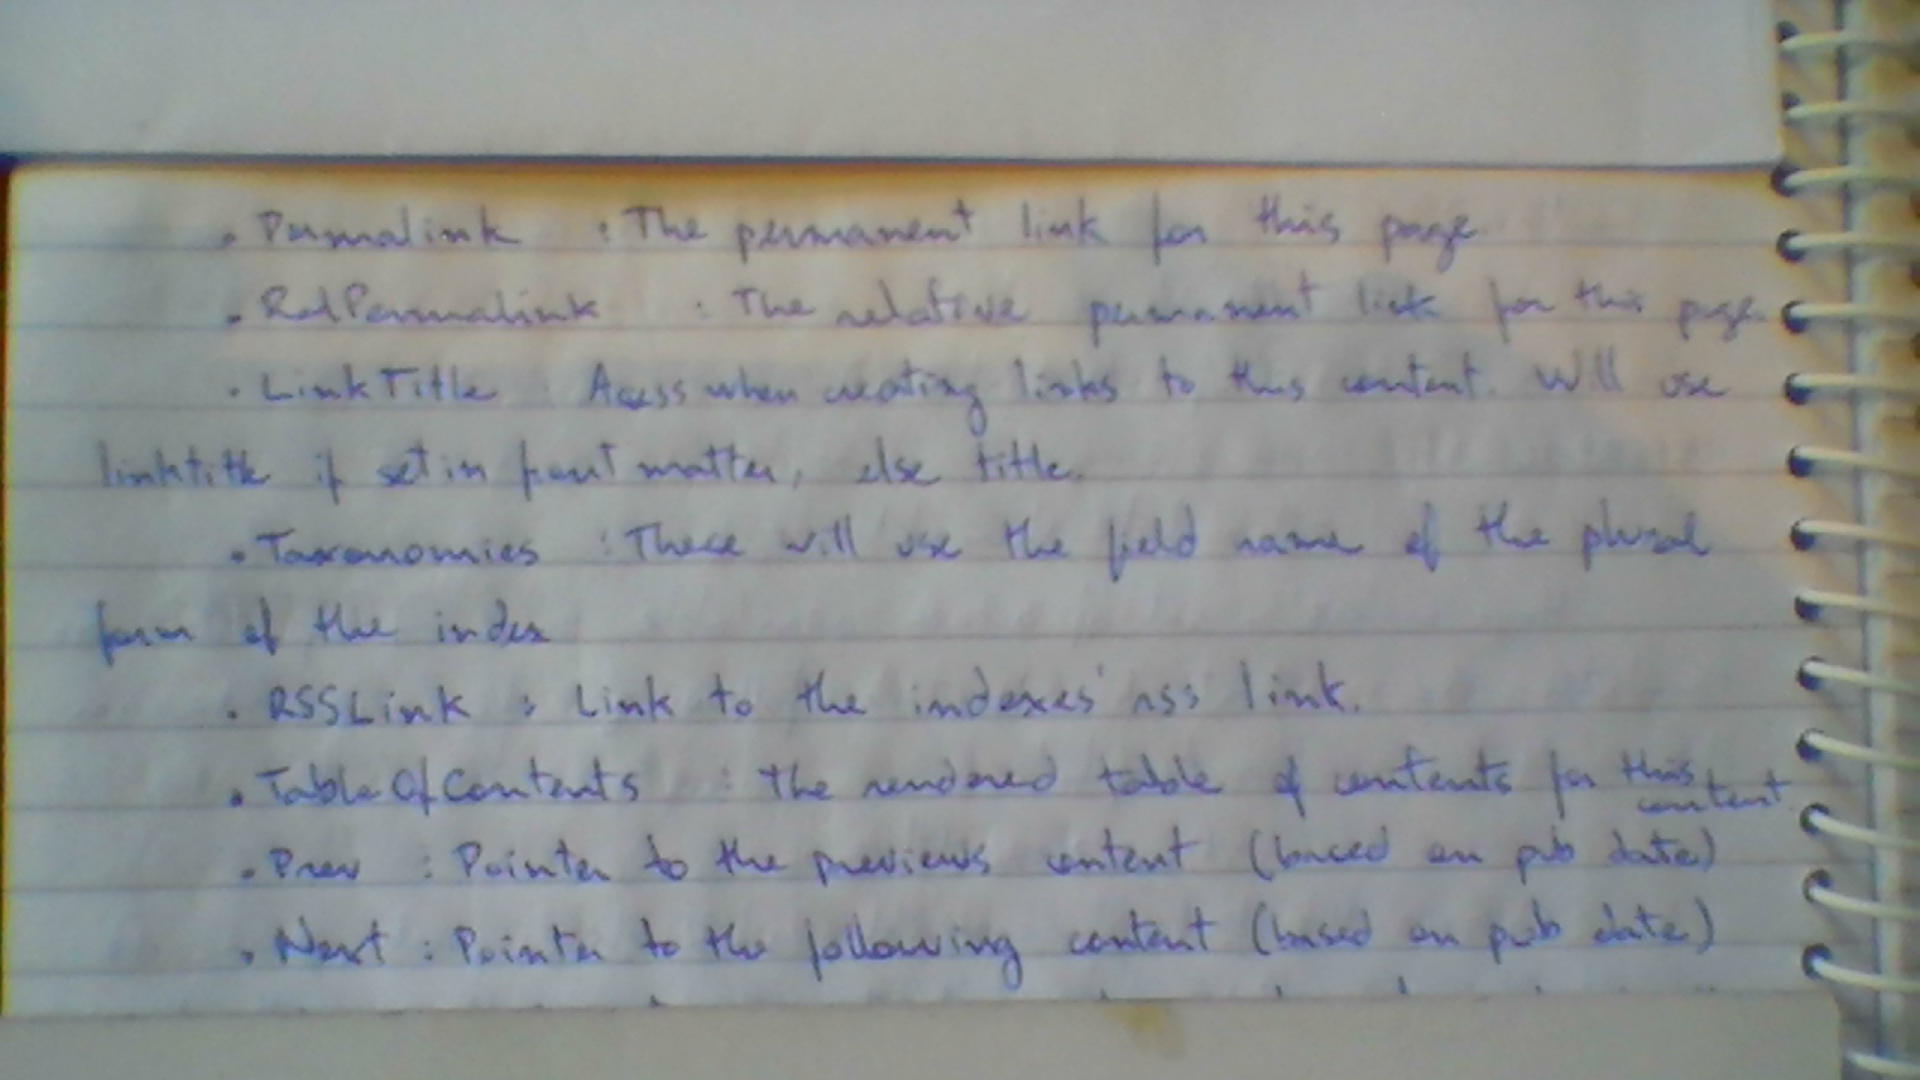 . Permalink : The permanent link for this page
. RelPermalink : The relative permanent link for this page.
. LinkTitle : Acess when creating links to this content. Will use
linktitle if set in front matter, else title.
. Taxonomies : These will use the field name of the plural
form of the index
. RSSLink : Link to the indexes' rss link.
. TableOfContents : The rendered table of contents for this content.
. Prev : Pointer to the previous content (based on pub date)
. Next : Pointer to the following content (based on pub date)